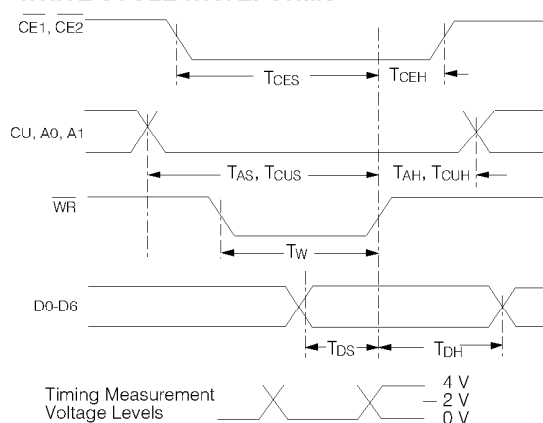 CE1, CE2
TCES
TCEH
CU, A0, A1
TAS, TCUS
TAH, TCUH
WR
TW
D0-D6
TDS
TDH
Timing Measurement
Voltage Levels
4 V
2 V
0 V